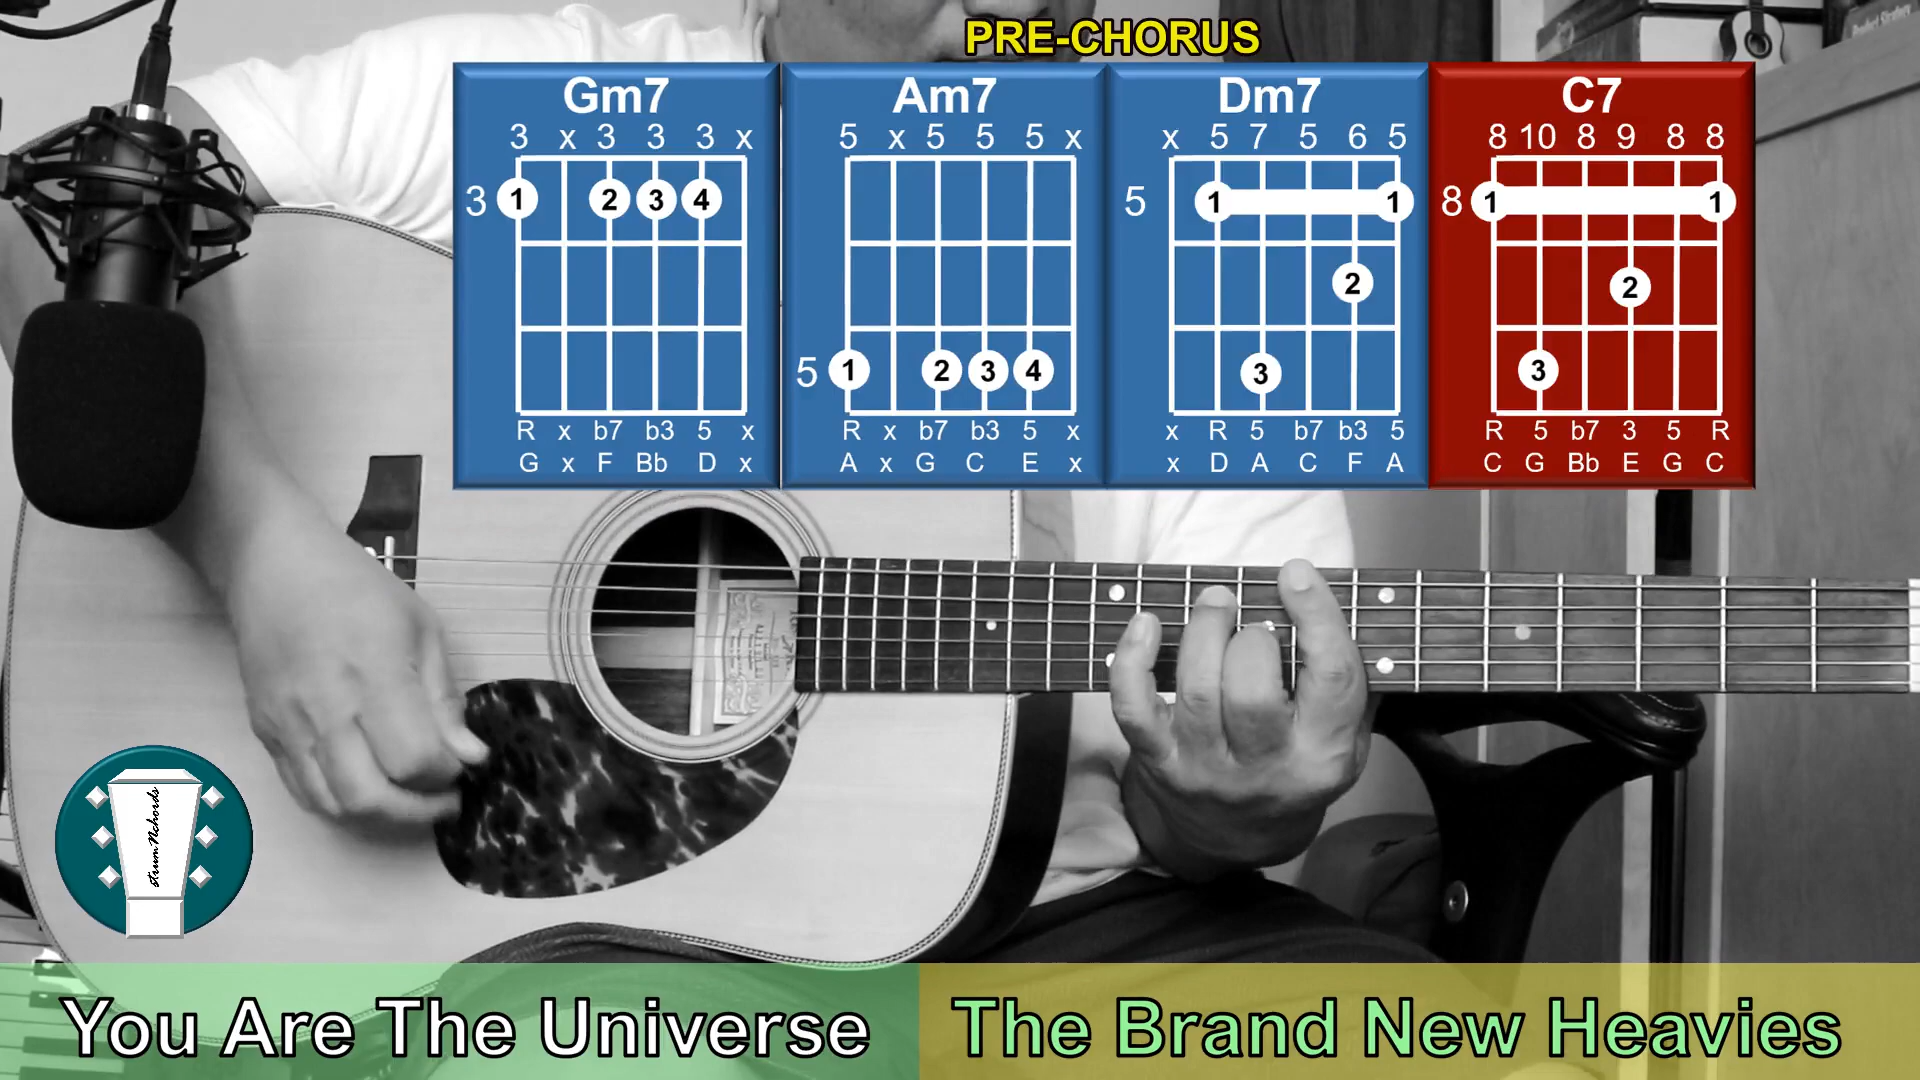 PRE-CHORUS
Gm7
3 x 3 3 3 x
3 1 2 3 4
R x b7 b3 5 x
G x F Bb D x
Am7
5 x 5 5 5 x
5 1 2 3 4
R x b7 b3 5 x
A x G C E x
Dm7
x 5 7 5 6 5
5 1 1
2
3
x R 5 b7 b3 5
x D A C F A
C7
8 10 8 9 8 8
8 1 1
2
3
R 5 b7 3 5 R
C G Bb E G C
strumNchords
You Are The Universe
The Brand New Heavies